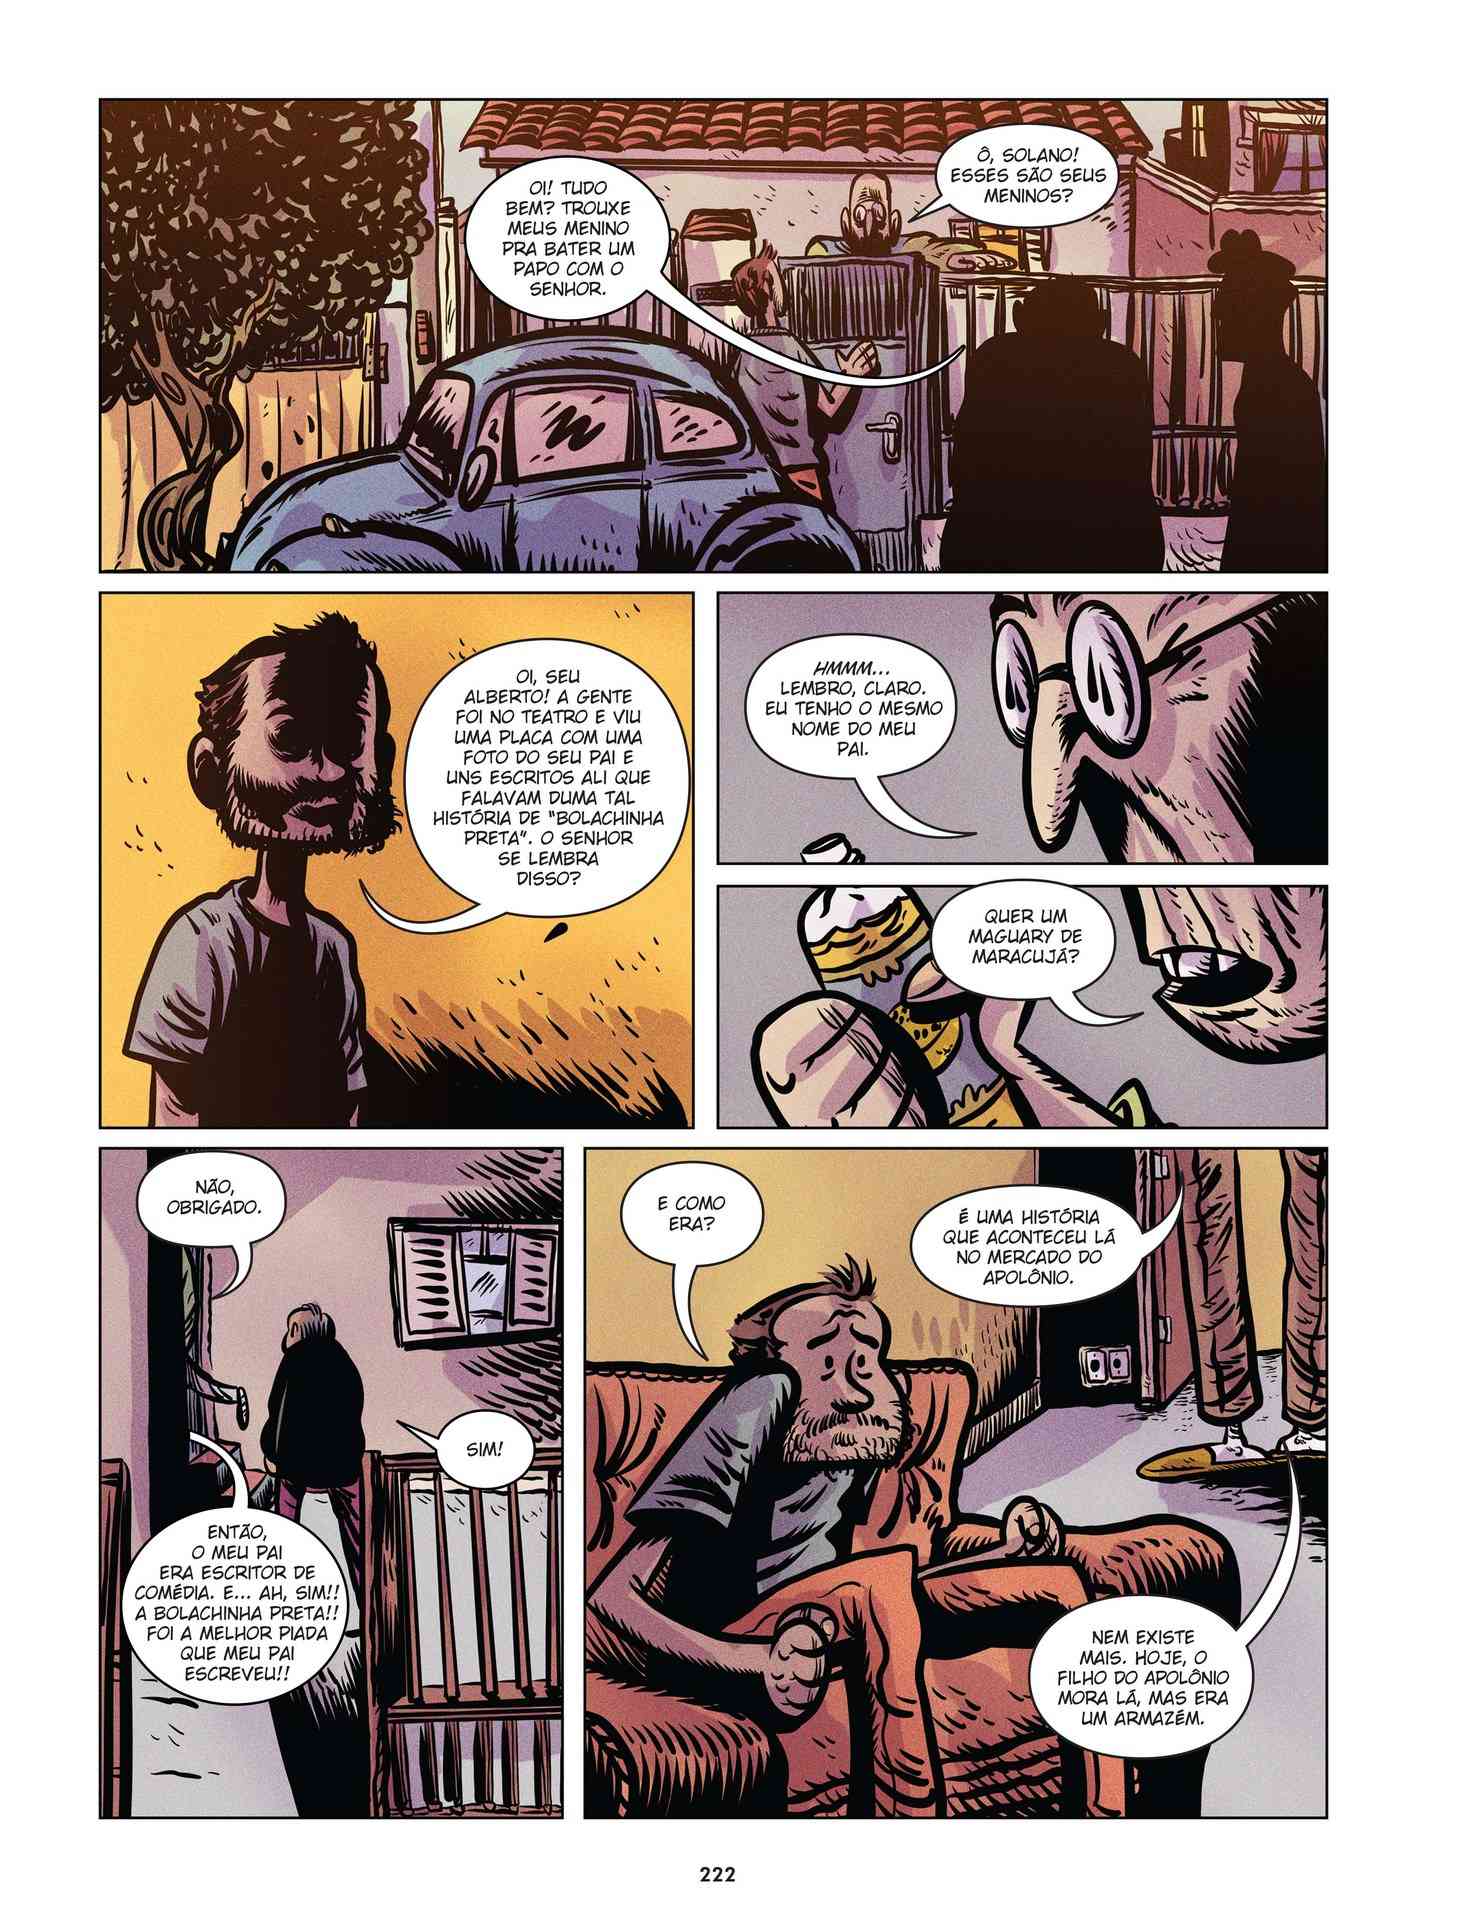 Ô, SOLANO!
ESSES SÃO SEUS
MENINOS?
OI! TUDO
BEM? TROUXE
MEUS MENINO
PRA BATER UM
PAPO COM O
SENHOR.
OI, SEU
ALBERTO! A GENTE
FOI NO TEATRO E VIU
UMA PLACA COM UMA
FOTO DO SEU PAI E
UNS ESCRITOS ALI QUE
FALAVAM DUMA TAL
HISTÓRIA DE "BOLACHINHA
PRETA". O SENHOR
SE LEMBRA
DISSO?
HMMM...
LEMBRO, CLARO.
EU TENHO O MESMO
NOME DO MEU
PAI.
QUER UM
MAGUARY DE
MARACUJÁ?
NÃO,
OBRIGADO.
SIM!
ENTÃO,
O MEU PAI
ERA ESCRITOR DE
COMÉDIA. E... AH, SIM!!
A BOLACHINHA PRETA!!
FOI A MELHOR PIADA
QUE MEU PAI
ESCREVEU!!
E COMO
ERA?
É UMA HISTÓRIA
QUE ACONTECEU LÁ
NO MERCADO DO
APOLÔNIO.
NEM EXISTE
MAIS. HOJE, O
FILHO DO APOLÔNIO
MORA LÁ, MAS ERA
UM ARMAZÉM.
222